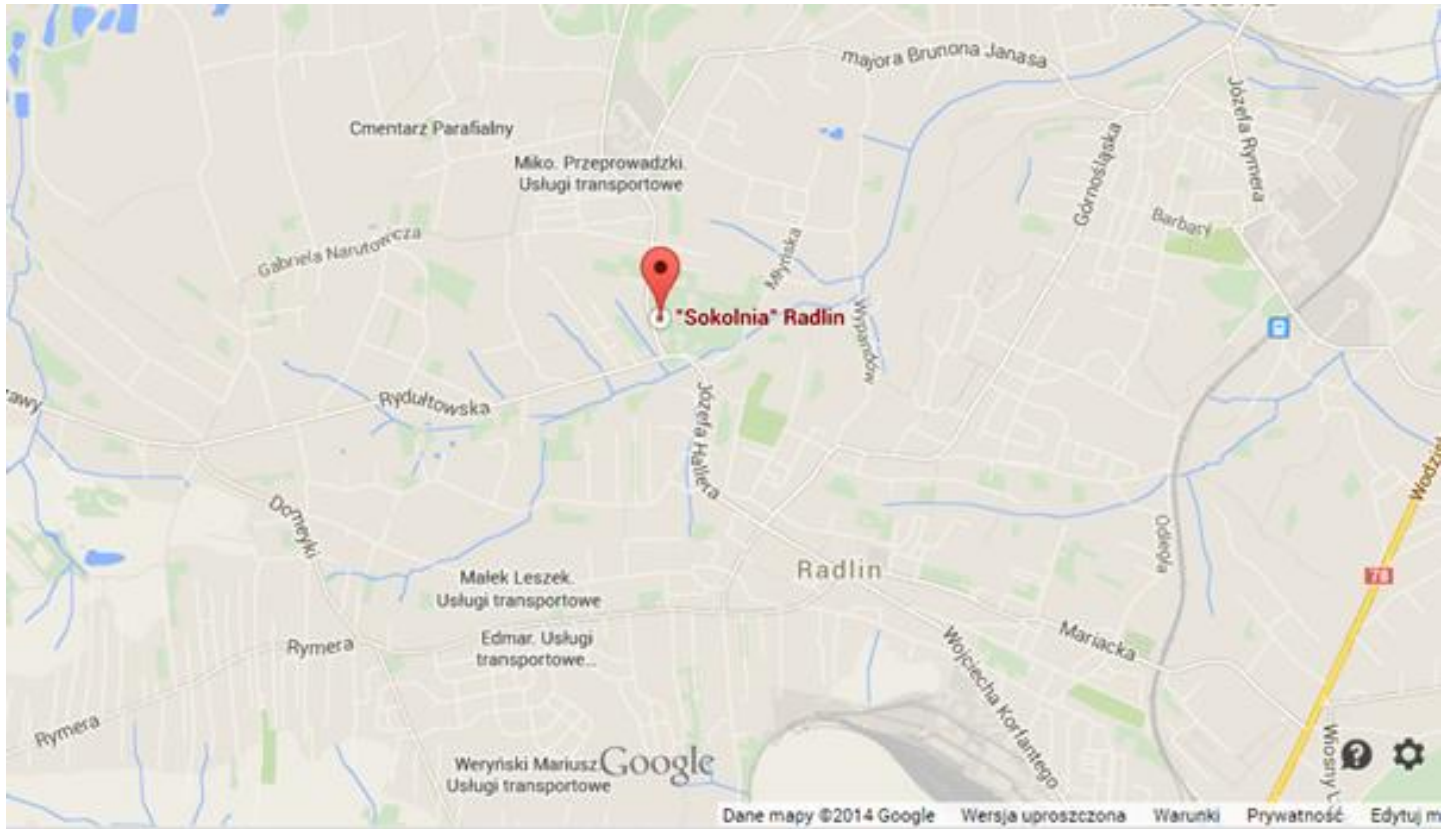 majora Brunona Janasa
Józefa Rymera
Cmentarz Parafialny
Górnośląska
Miko. Przeprowadzki.
Usługi transportowe
Barbary
Gabriela Narutowicza
Młyńska
"Sokolnia" Radlin
Wypandów
Rydułtowska
Józefa Hallera
Domeyki
Odległa
78
Radlin
Małek Leszek.
Usługi transportowe
Edmar. Usługi
transportowe...
Rymera
Mariacka
Wojciecha Korfantego
Rymera
Wiosny L
Weryński Mariusz
Usługi transportowe
Google
Dane mapy ©2014 Google Wersja uproszczona Warunki Prywatność Edytuj m